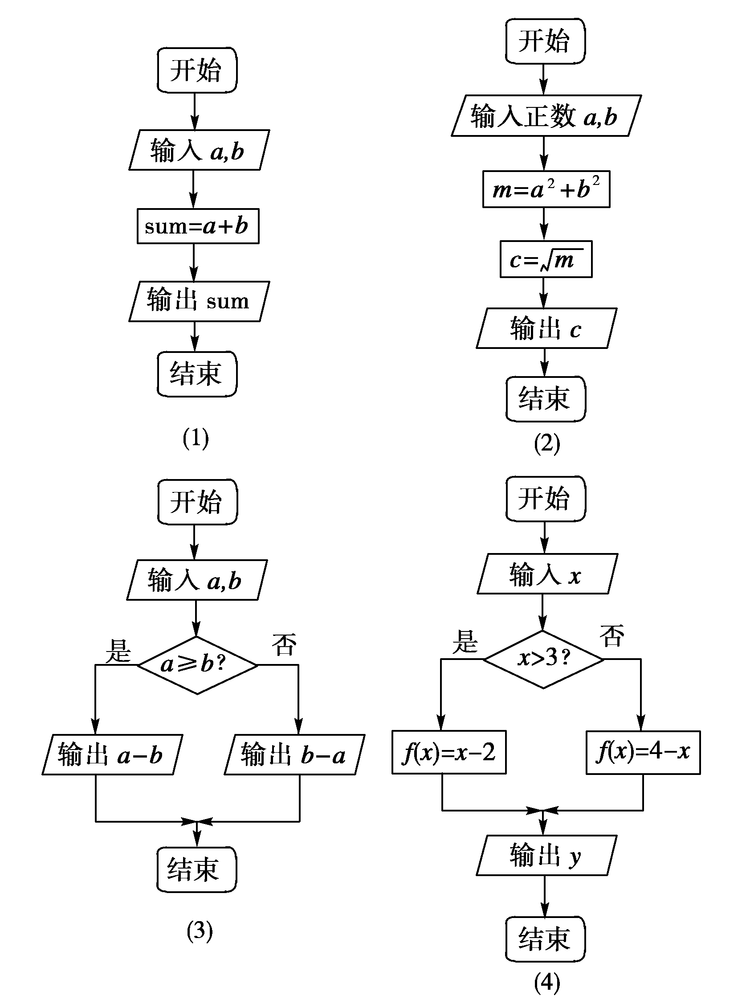 开始
输入 a,b
sum=a+b
输出 sum
结束
(1)
开始
输入正数 a,b
m=a²+b²
c=√m
输出 c
结束
(2)
开始
输入 a,b
a≥b?
是
否
输出 a-b
输出 b-a
结束
(3)
开始
输入 x
x>3?
是
否
f(x)=x-2
f(x)=4-x
输出 y
结束
(4)